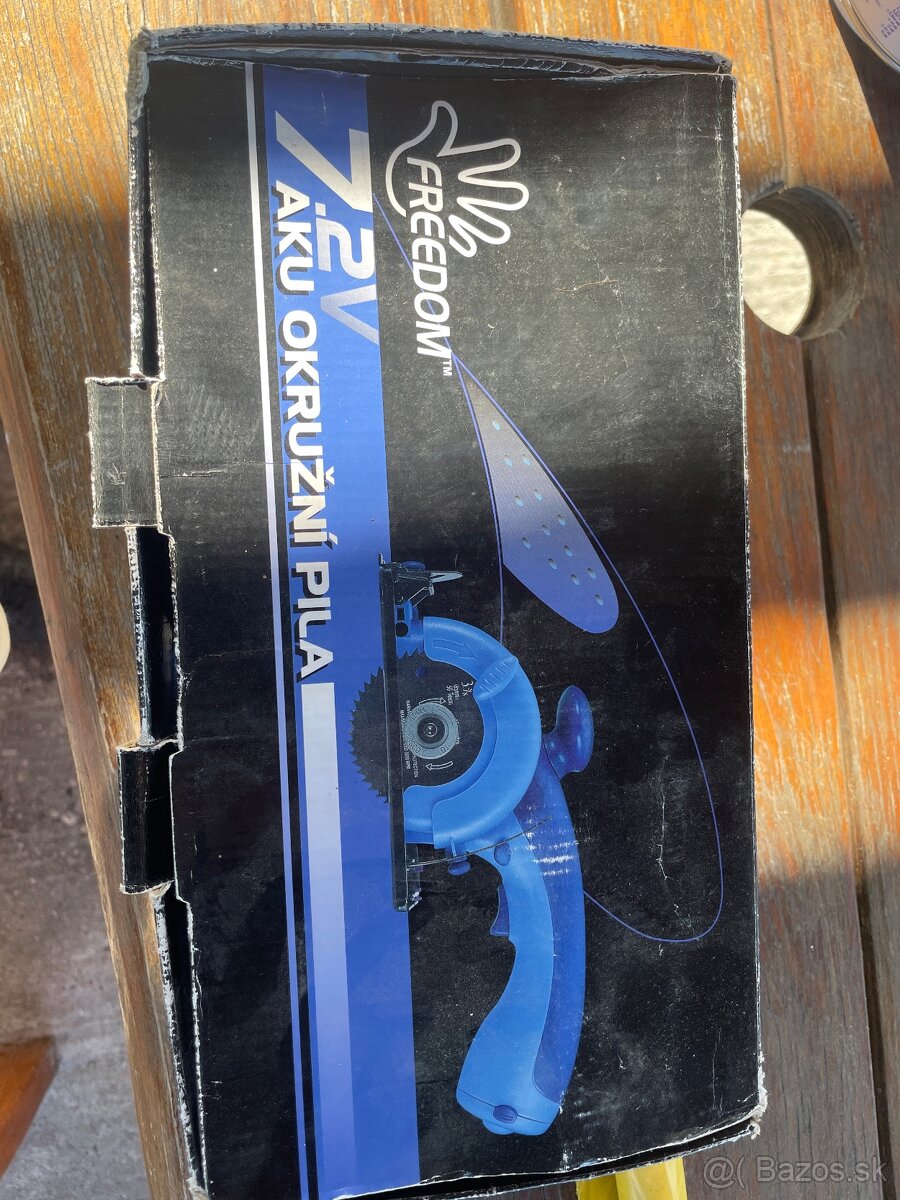 FREEDOM™
7.2V
AKU OKRUŽNÍ PILA
@( Bazos.sk